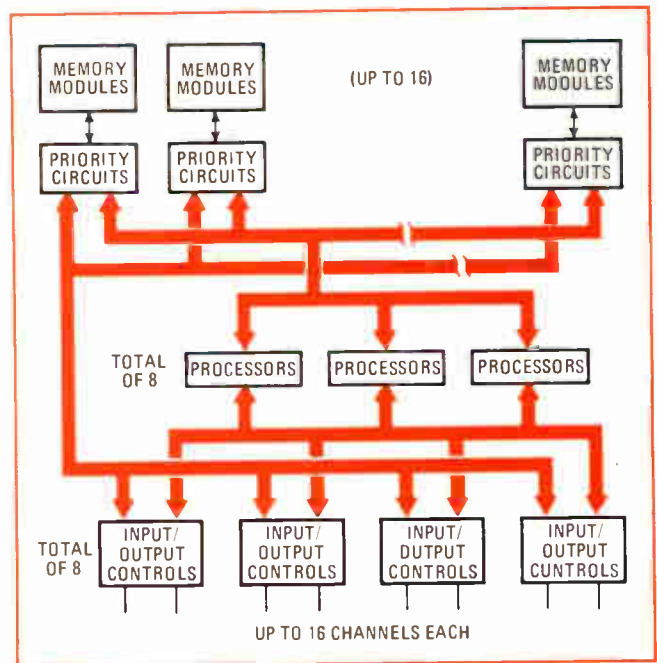 MEMORY
MODULES
MEMORY
MODULES
(UP TO 16)
MEMORY
MODULES
PRIORITY
CIRCUITS
PRIORITY
CIRCUITS
PRIORITY
CIRCUITS
TOTAL
OF 8
PROCESSORS
PROCESSORS
PROCESSORS
TOTAL
OF 8
INPUT/
OUTPUT
CONTROLS
INPUT/
OUTPUT
CONTROLS
INPUT/
DUTPUT
CONTROLS
INPUT/
OUTPUT
CUNTROLS
UP TO 16 CHANNELS EACH